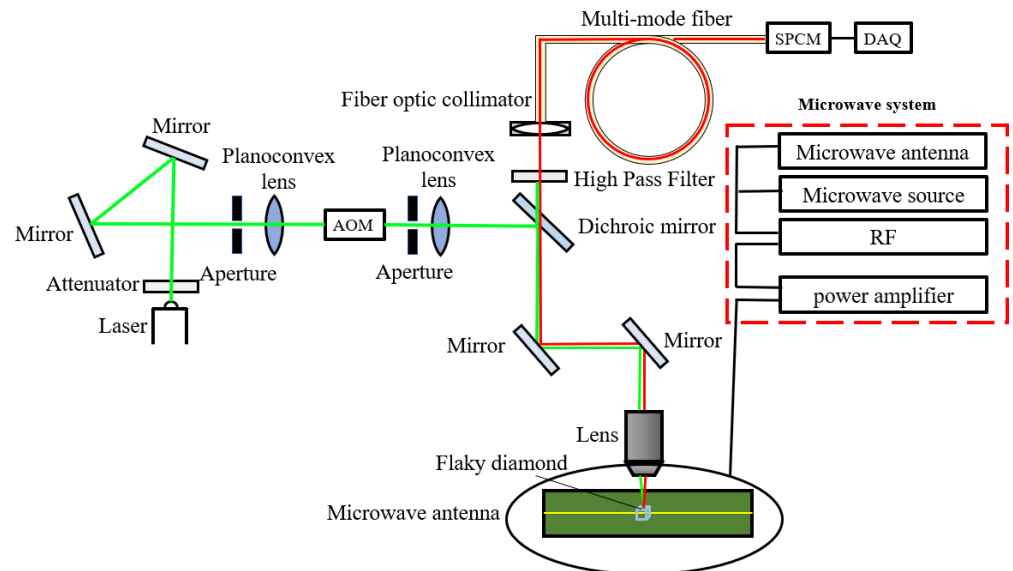 Multi-mode fiber
SPCM
DAQ
Fiber optic collimator
Microwave system
Mirror
Planoconvex
lens
Planoconvex
lens
High Pass Filter
Microwave antenna
Microwave source
RF
power amplifier
Mirror
AOM
Dichroic mirror
Aperture
Aperture
Attenuator
Laser
Mirror
Mirror
Lens
Flaky diamond
Microwave antenna